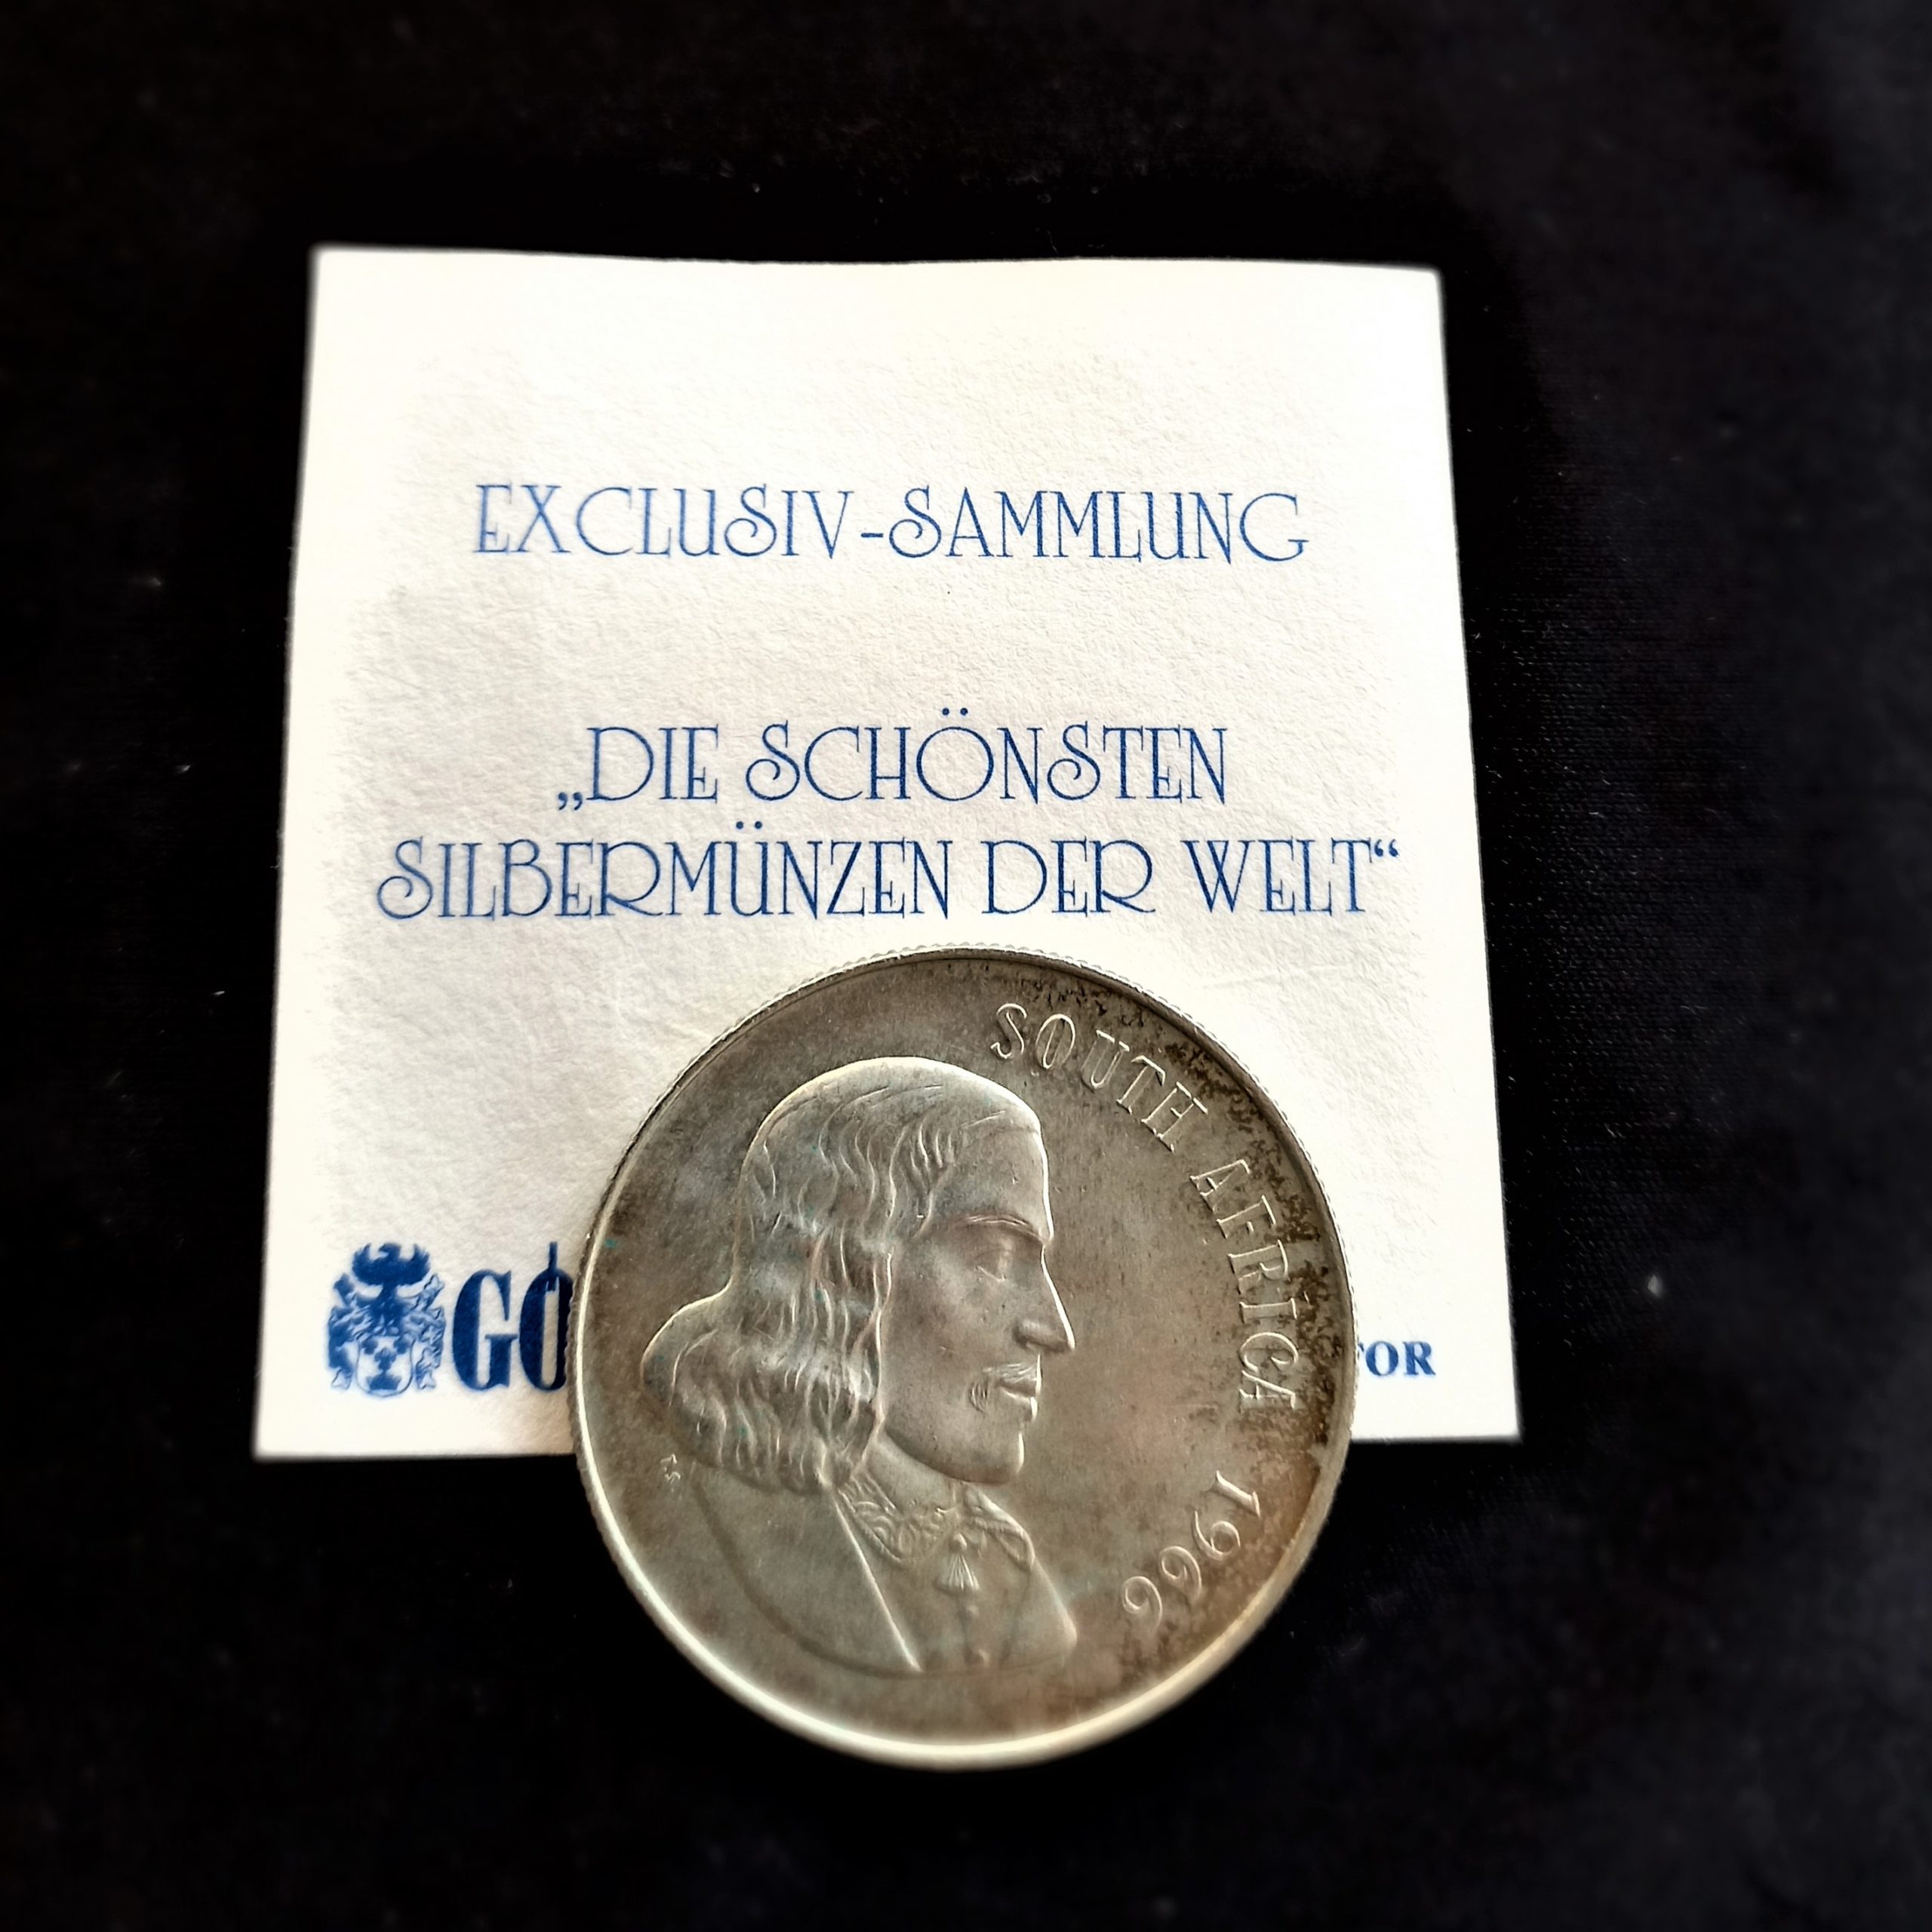 EXCLUSIV-SAMMLUNG
„DIE SCHÖNSTEN
SILBERMÜNZEN DER WELT“
SOUTH AFRICA 1966